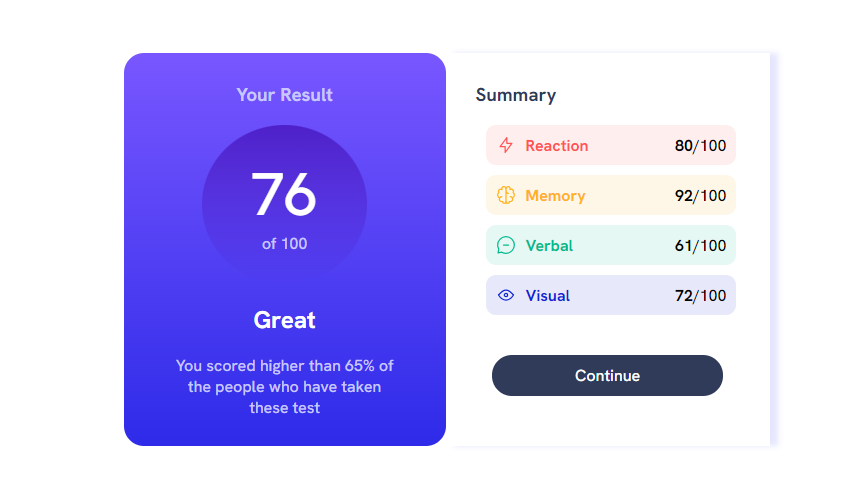 Your Result
76
of 100
Great
You scored higher than 65% of
the people who have taken
these test
Summary
Reaction 80/100
Memory 92/100
Verbal 61/100
Visual 72/100
Continue